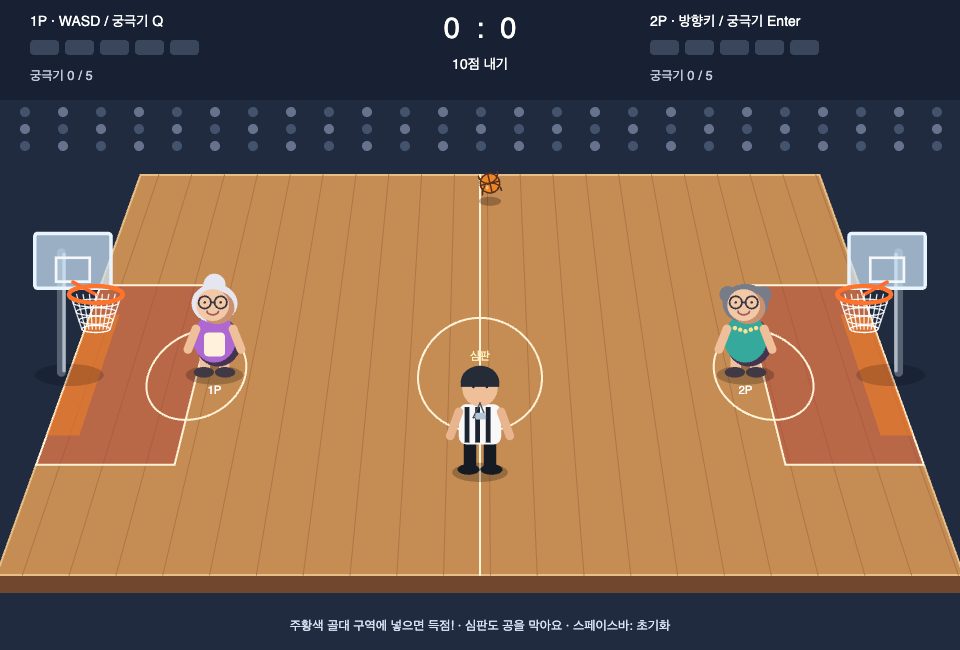 1P · WASD / 궁극기 Q
0 : 0
2P · 방향키 / 궁극기 Enter
10점 내기
궁극기 0 / 5
궁극기 0 / 5
심판
1P
2P
주황색 골대 구역에 넣으면 득점! · 심판도 공을 막아요 · 스페이스바: 초기화